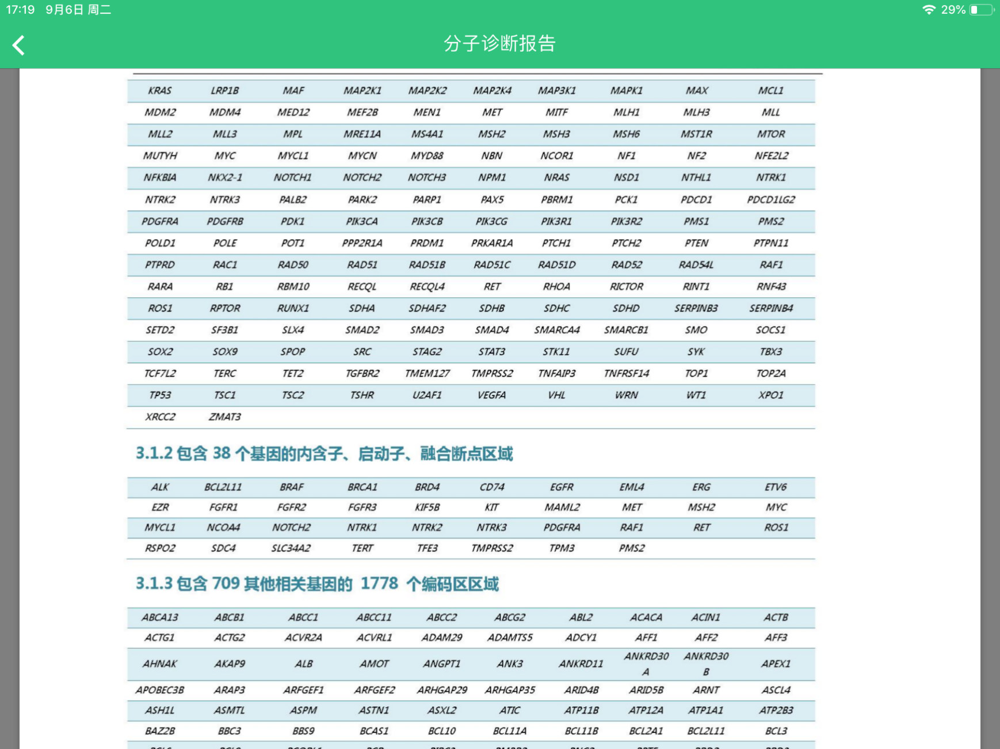 17:19 9月6日 周二 29%
分子诊断报告
KRAS LRP1B MAF MAP2K1 MAP2K2 MAP2K4 MAP3K1 MAPK1 MAX MCL1
MDM2 MDM4 MED12 MEF2B MEN1 MET MITF MLH1 MLH3 MLL
MLL2 MLL3 MPL MRE11A MS4A1 MSH2 MSH3 MSH6 MST1R MTOR
MUTYH MYC MYCL1 MYCN MYD88 NBN NCOR1 NF1 NF2 NFE2L2
NFKBIA NKX2-1 NOTCH1 NOTCH2 NOTCH3 NPM1 NRAS NSD1 NTHL1 NTRK1
NTRK2 NTRK3 PALB2 PARK2 PARP1 PAX5 PBRM1 PCK1 PDCD1 PDCD1LG2
PDGFRA PDGFRB PDK1 PIK3CA PIK3CB PIK3CG PIK3R1 PIK3R2 PMS1 PMS2
POLD1 POLE POT1 PPP2R1A PRDM1 PRKAR1A PTCH1 PTCH2 PTEN PTPN11
PTPRD RAC1 RAD50 RAD51 RAD51B RAD51C RAD51D RAD52 RAD54L RAF1
RARA RB1 RBM10 RECQL RECQL4 RET RHOA RICTOR RINT1 RNF43
ROS1 RPTOR RUNX1 SDHA SDHAF2 SDHB SDHC SDHD SERPINB3 SERPINB4
SETD2 SF3B1 SLX4 SMAD2 SMAD3 SMAD4 SMARCA4 SMARCB1 SMO SOCS1
SOX2 SOX9 SPOP SRC STAG2 STAT3 STK11 SUFU SYK TBX3
TCF7L2 TERC TET2 TGFBR2 TMEM127 TMPRSS2 TNFAIP3 TNFRSF14 TOP1 TOP2A
TP53 TSC1 TSC2 TSHR U2AF1 VEGFA VHL WRN WT1 XPO1
XRCC2 ZMAT3
3.1.2 包含 38 个基因的内含子、启动子、融合断点区域
ALK BCL2L11 BRAF BRCA1 BRD4 CD74 EGFR EML4 ERG ETV6
EZR FGFR1 FGFR2 FGFR3 KIF5B KIT MAML2 MET MSH2 MYC
MYCL1 NCOA4 NOTCH2 NTRK1 NTRK2 NTRK3 PDGFRA RAF1 RET ROS1
RSPO2 SDC4 SLC34A2 TERT TFE3 TMPRSS2 TPM3 PMS2
3.1.3 包含 709 其他相关基因的 1778 个编码区区域
ABCA13 ABCB1 ABCC1 ABCC11 ABCC2 ABCG2 ABL2 ACACA ACIN1 ACTB
ACTG1 ACTG2 ACVR2A ACVRL1 ADAM29 ADAMTS5 ADCY1 AFF1 AFF2 AFF3
AHNAK AKAP9 ALB AMOT ANGPT1 ANK3 ANKRD11 ANKRD30A ANKRD30B APEX1
APOBEC3B ARAP3 ARFGEF1 ARFGEF2 ARHGAP29 ARHGAP35 ARID4B ARID5B ARNT ASCL4
ASH1L ASMTL ASPM ASTN1 ASXL2 ATIC ATP11B ATP12A ATP1A1 ATP2B3
BAZ2B BBC3 BBS9 BCAS1 BCL10 BCL11A BCL11B BCL2A1 BCL2L11 BCL3